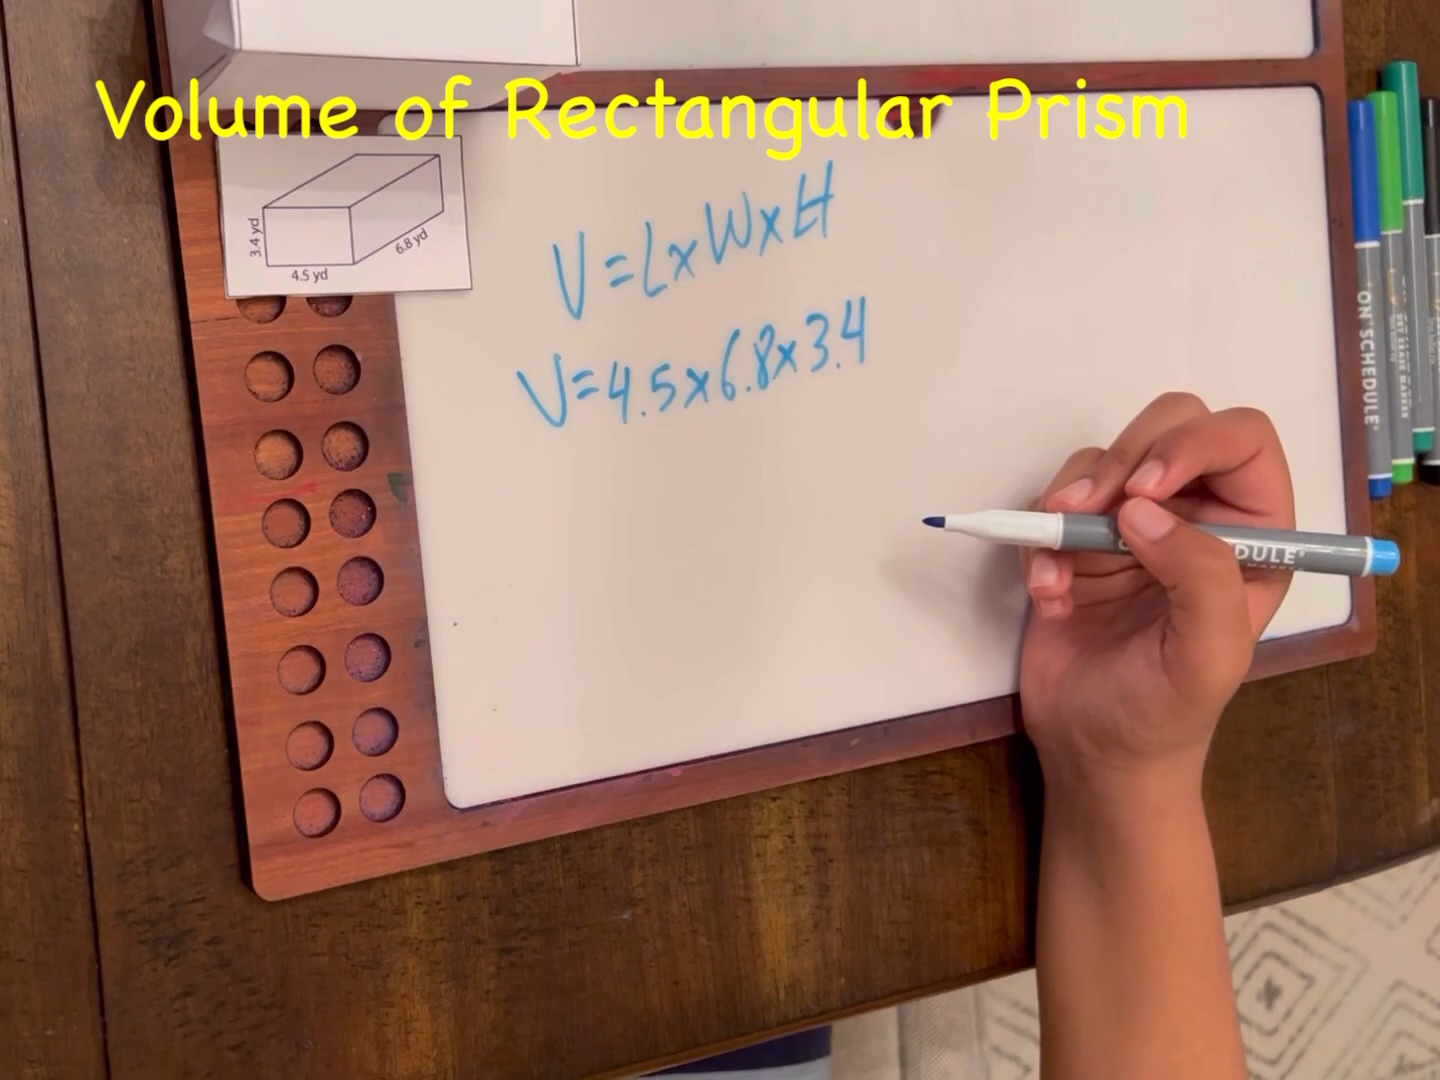 Volume of Rectangular Prism
3.4 yd
4.5 yd
6.8 yd
V=LxWxH
V=4.5x6.8x3.4
ON SCHEDULE
DULE